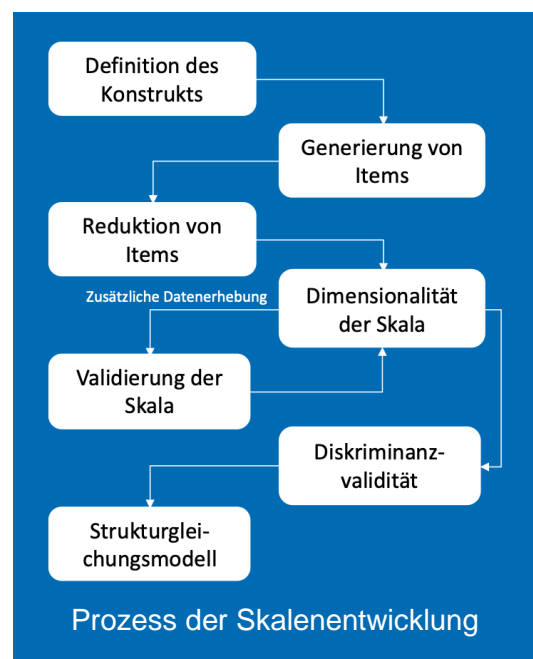 Definition des
Konstrukts
Generierung von
Items
Reduktion von
Items
Zusätzliche Datenerhebung
Dimensionalität
der Skala
Validierung der
Skala
Diskriminanz-
validität
Strukturglei-
chungsmodell
Prozess der Skalenentwicklung